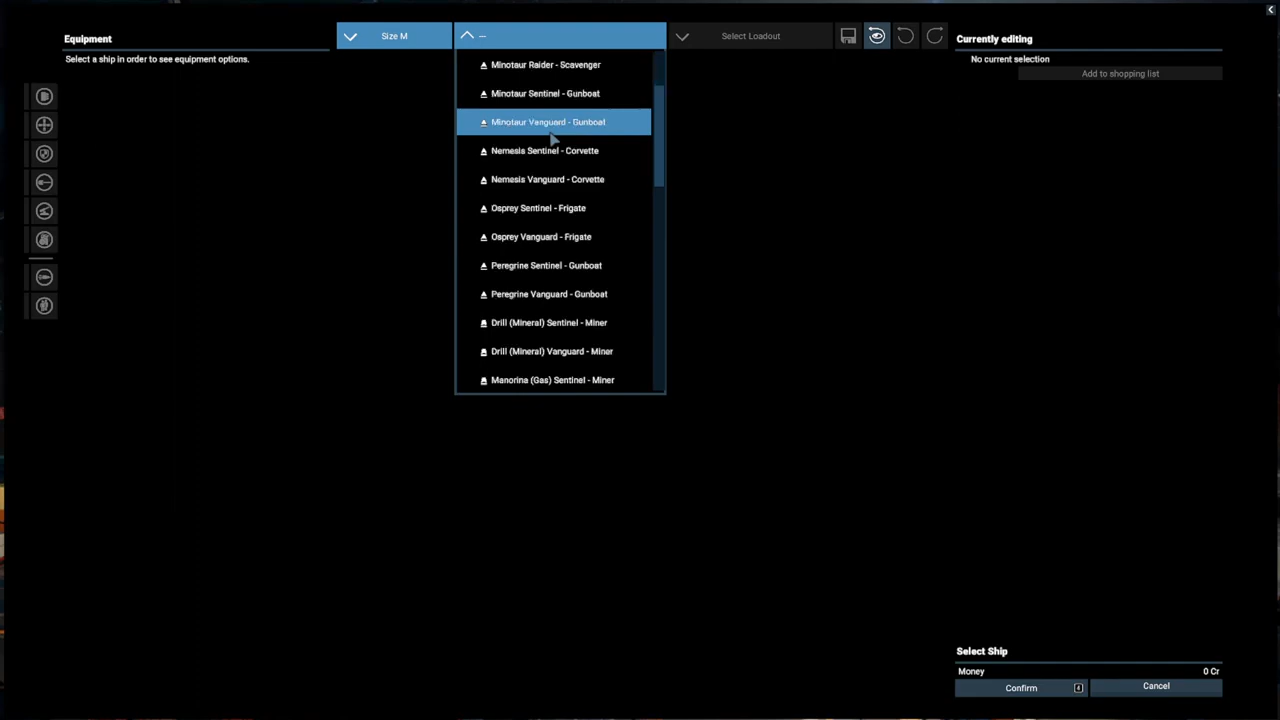 Equipment
Select a ship in order to see equipment options.
Size M
–
Select Loadout
Currently editing
No current selection
Add to shopping list
Minotaur Raider - Scavenger
Minotaur Sentinel - Gunboat
Minotaur Vanguard - Gunboat
Nemesis Sentinel - Corvette
Nemesis Vanguard - Corvette
Osprey Sentinel - Frigate
Osprey Vanguard - Frigate
Peregrine Sentinel - Gunboat
Peregrine Vanguard - Gunboat
Drill (Mineral) Sentinel - Miner
Drill (Mineral) Vanguard - Miner
Manorina (Gas) Sentinel - Miner
Select Ship
Money 0 Cr
Confirm
Cancel